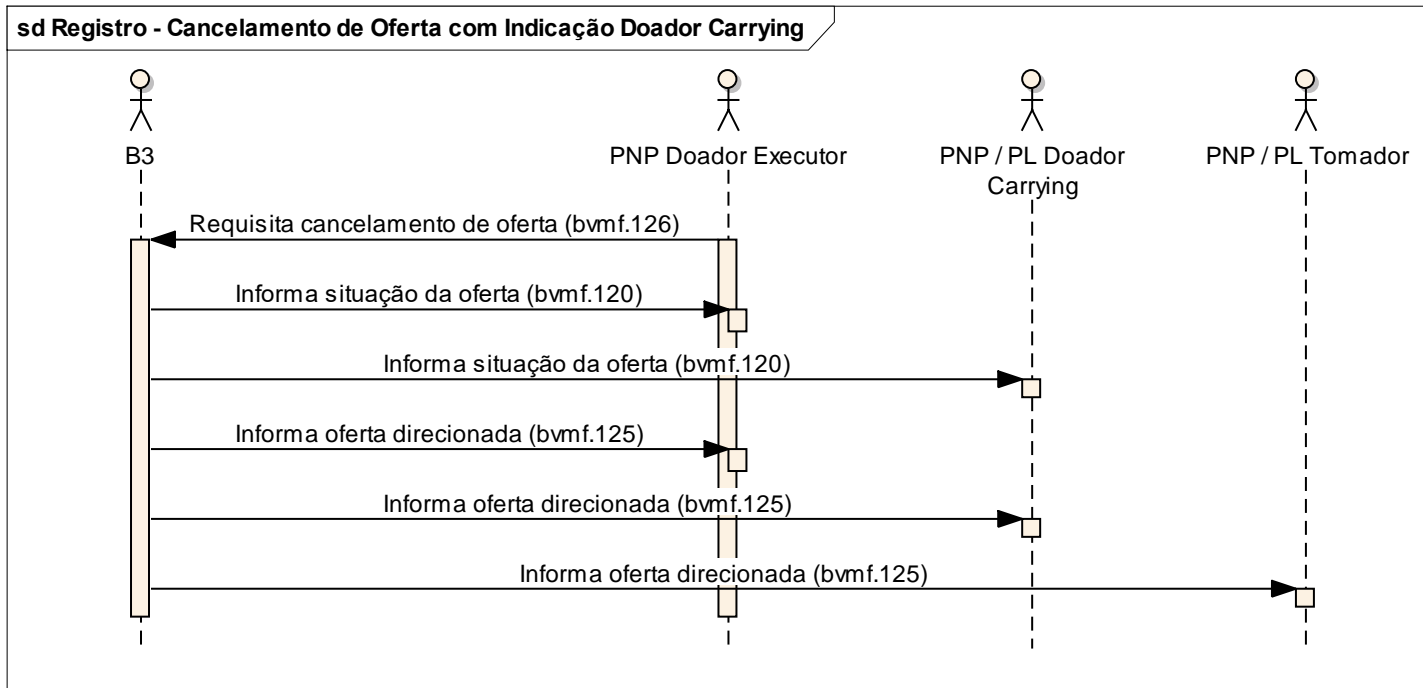 sd Registro - Cancelamento de Oferta com Indicação Doador Carrying
B3
PNP Doador Executor
PNP / PL Doador
Carrying
PNP / PL Tomador
Requisita cancelamento de oferta (bvmf.126)
Informa situação da oferta (bvmf.120)
Informa situação da oferta (bvmf.120)
Informa oferta direcionada (bvmf.125)
Informa oferta direcionada (bvmf.125)
Informa oferta direcionada (bvmf.125)